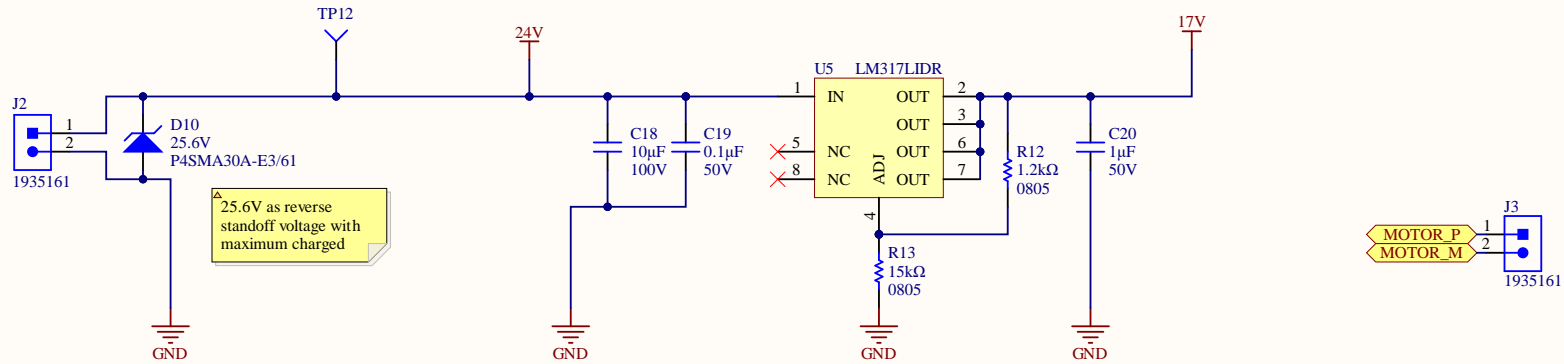 TP12
24V
17V
J2
1
2
1935161
D10
25.6V
P4SMA30A-E3/61
25.6V as reverse
standoff voltage with
maximum charged
GND
C18
10µF
100V
C19
0.1µF
50V
GND
U5
LM317LIDR
1
IN
5
NC
8
NC
OUT
2
OUT
3
OUT
6
OUT
7
ADJ
4
R12
1.2kΩ
0805
R13
15kΩ
0805
GND
C20
1µF
50V
GND
MOTOR_P
MOTOR_M
J3
1
2
1935161